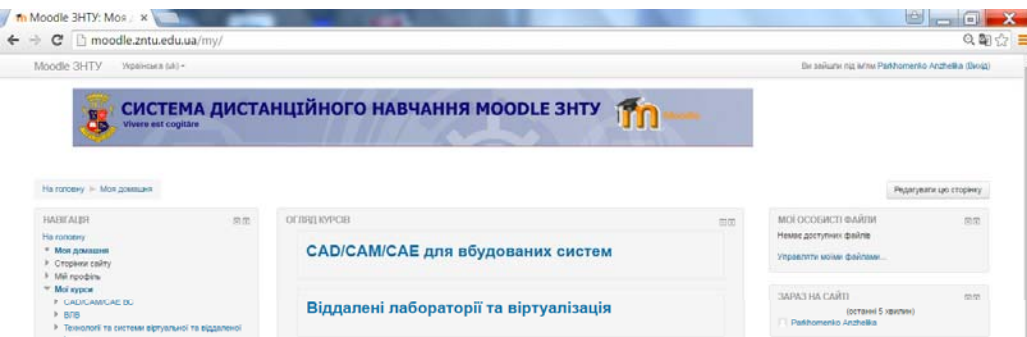 Moodle ЗНТУ: Моя
moodle.zntu.edu.ua/my/
Moodle ЗНТУ Українська (uk)
Ви зайшли під ім'ям Parkhomenko Anzhelika (Вихід)
СИСТЕМА ДИСТАНЦІЙНОГО НАВЧАННЯ MOODLE ЗНТУ
Vivere est cogitare
moodle
На головну Моя домашня
Редагувати цю сторінку
НАВІГАЦІЯ
На головну
Моя домашня
Сторінки сайту
Мій профіль
Мої курси
CAD/CAM/CAE ВС
ВЛВ
Технології та системи віртуальної та віддаленої
ОГЛЯД КУРСІВ
CAD/CAM/CAE для вбудованих систем
Віддалені лабораторії та віртуалізація
МОЇ ОСОБИСТІ ФАЙЛИ
Немає доступних файлів
Управляти моїми файлами...
ЗАРАЗ НА САЙТІ
(останні 5 хвилин)
Parkhomenko Anzhelika